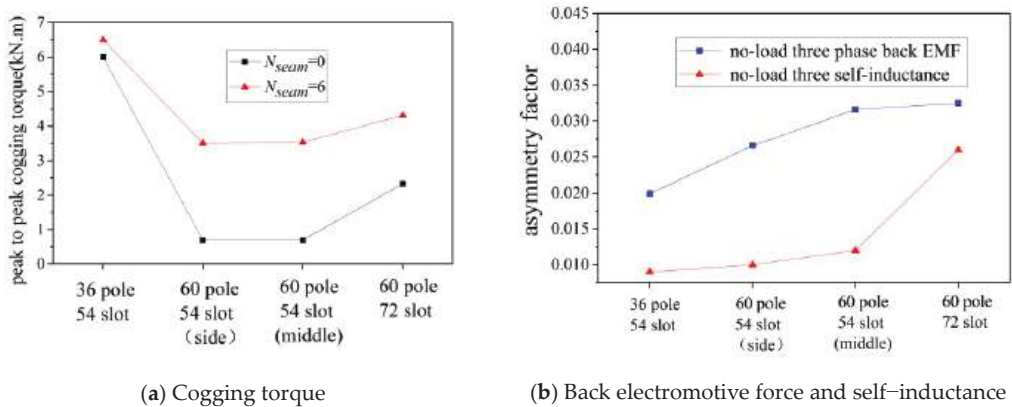 peak to peak cogging torque(kN.m)
7
6
5
4
3
2
1
0
N_seam=0
N_seam=6
36 pole
54 slot
60 pole
54 slot
（side）
60 pole
54 slot
(middle)
60 pole
72 slot
(a) Cogging torque
asymmetry factor
0.045
0.040
0.035
0.030
0.025
0.020
0.015
0.010
no-load three phase back EMF
no-load three self-inductance
36 pole
54 slot
60 pole
54 slot
（side）
60 pole
54 slot
(middle)
60 pole
72 slot
(b) Back electromotive force and self−inductance